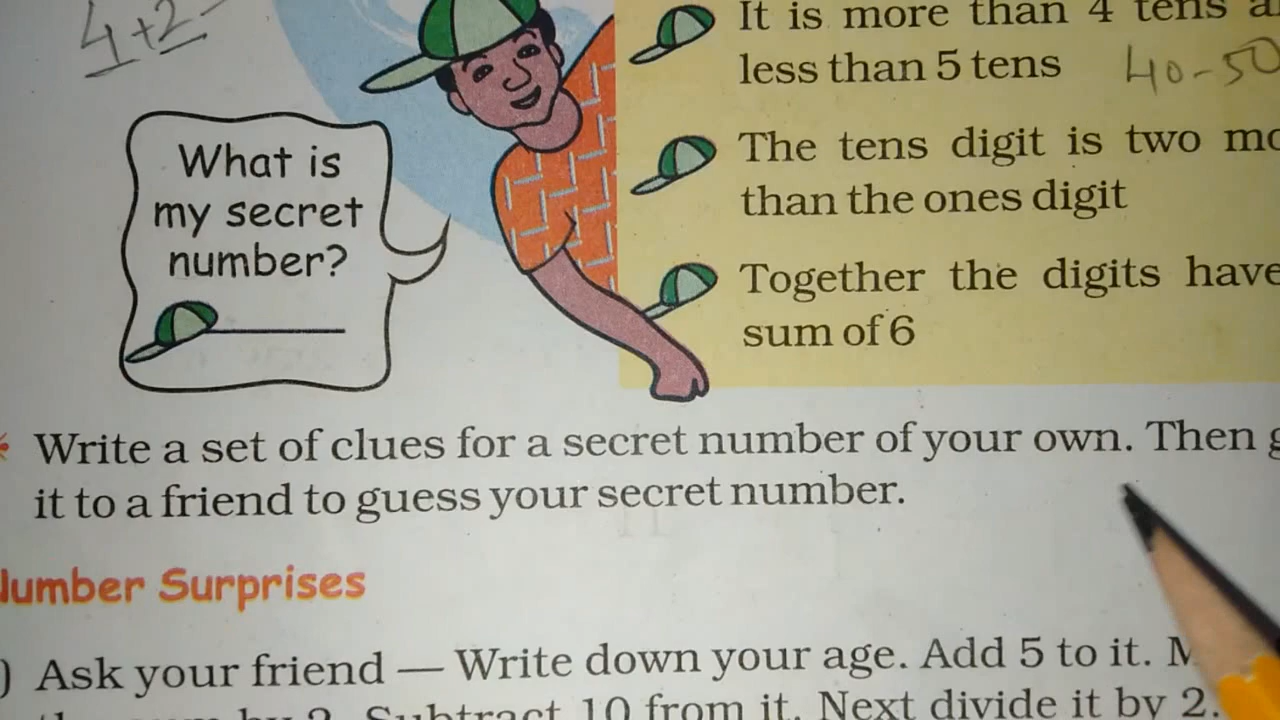 4+2
What is
my secret
number?
It is more than 4 tens
less than 5 tens
40-50
The tens digit is two
than the ones digit
Together the digits have
sum of 6
Write a set of clues for a secret number of your own. Then
it to a friend to guess your secret number.
Number Surprises
) Ask your friend — Write down your age. Add 5 to it.
by 2. Subtract 10 from it. Next divide it by 2.